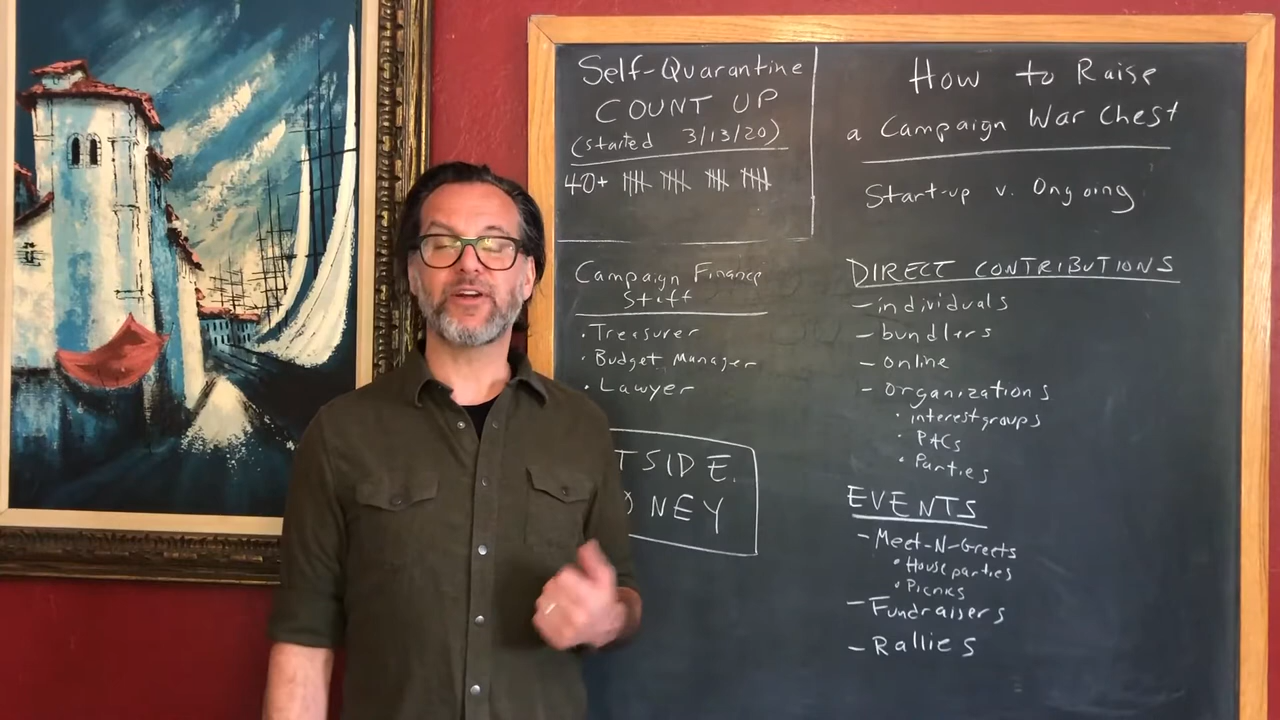 Self-Quarantine
COUNT UP
(started 3/13/20)
40+
Campaign Finance
Staff
• Treasurer
• Budget Manager
• Lawyer
TSIDE
NEY
How to Raise
a Campaign War Chest
Start-up v. Ongoing
DIRECT CONTRIBUTIONS
- individuals
- bundlers
- online
- organizations
• interest groups
• PACs
• Parties
EVENTS
- Meet-N-Greets
• House parties
• Picnics
- Fundraisers
- Rallies